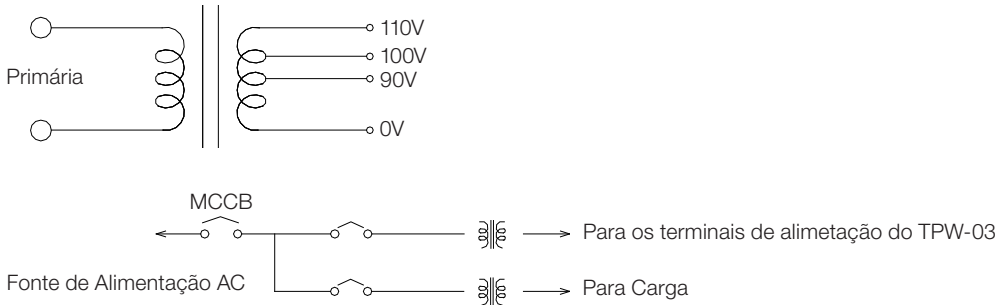 110V
100V
Primária
90V
0V
MCCB
Para os terminais de alimetação do TPW-03
Fonte de Alimentação AC
Para Carga